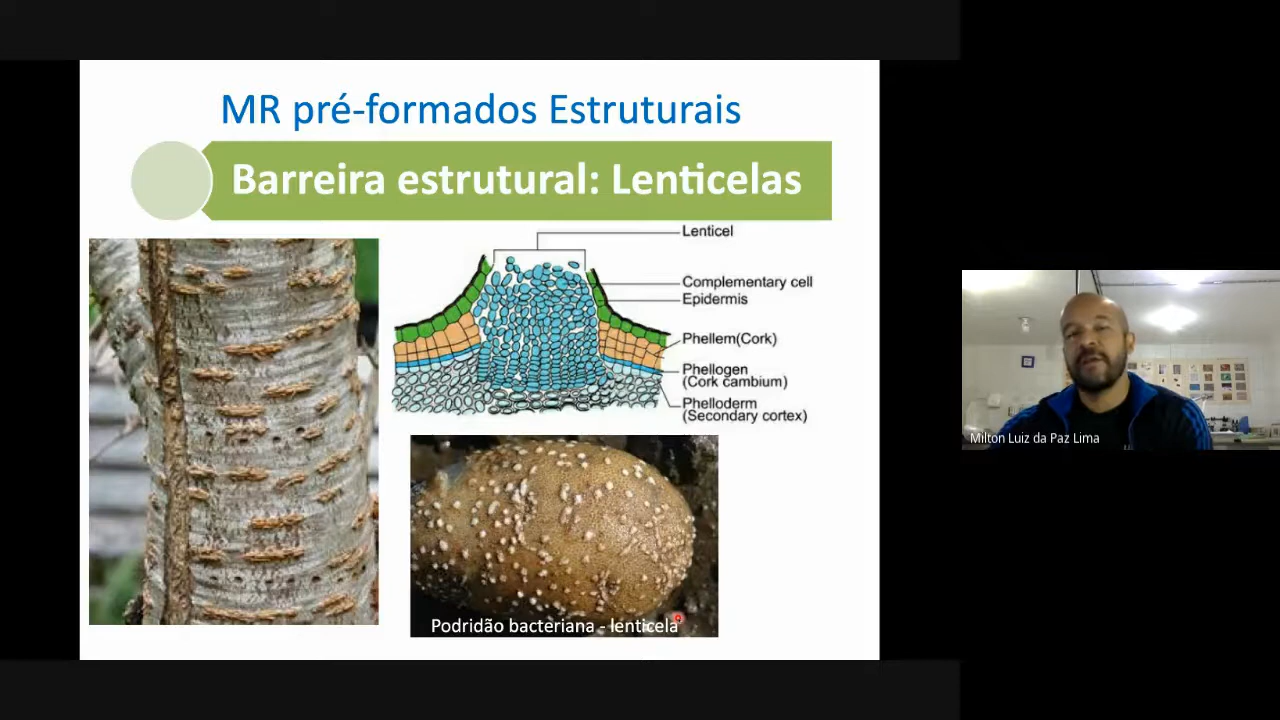 MR pré-formados Estruturais
Barreira estrutural: Lenticelas
Lenticel
Complementary cell
Epidermis
Phellem(Cork)
Phellogen
(Cork cambium)
Phelloderm
(Secondary cortex)
Podridão bacteriana - lenticela
Milton Luiz da Paz Lima